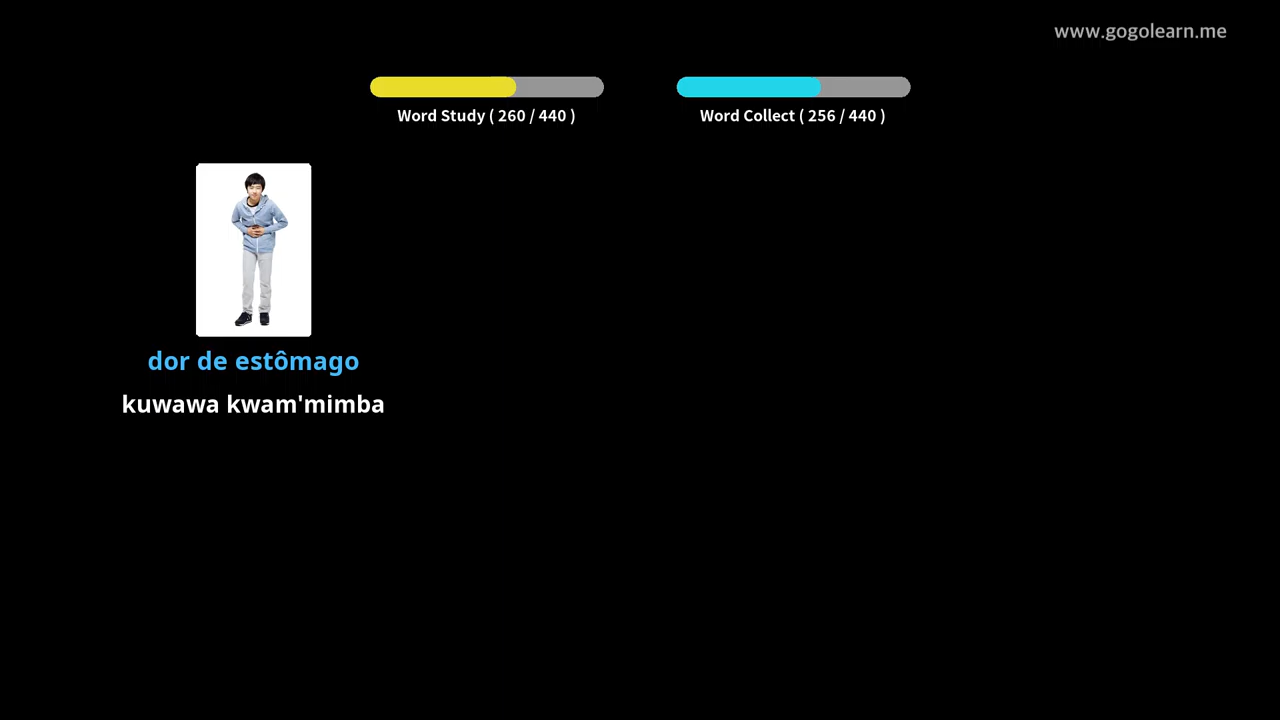 www.gogolearn.me
Word Study ( 260 / 440 )
Word Collect ( 256 / 440 )
dor de estômago
kuwawa kwam'mimba